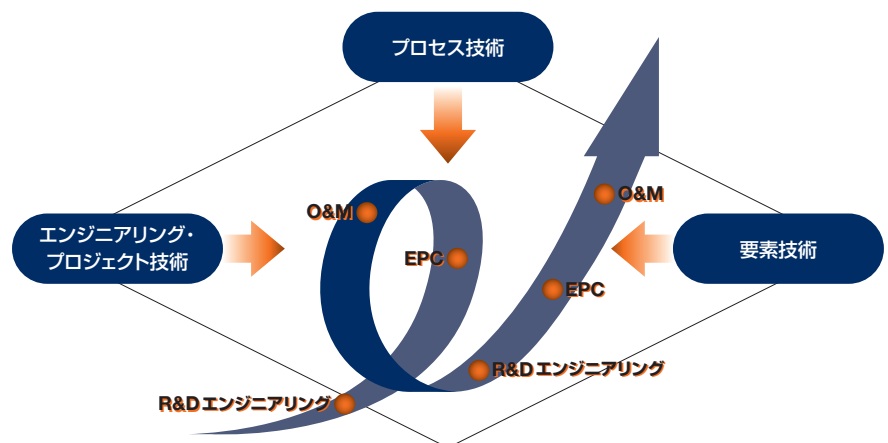 プロセス技術
エンジニアリング・
プロジェクト技術
要素技術
O&M
EPC
R&Dエンジニアリング
O&M
EPC
R&Dエンジニアリング